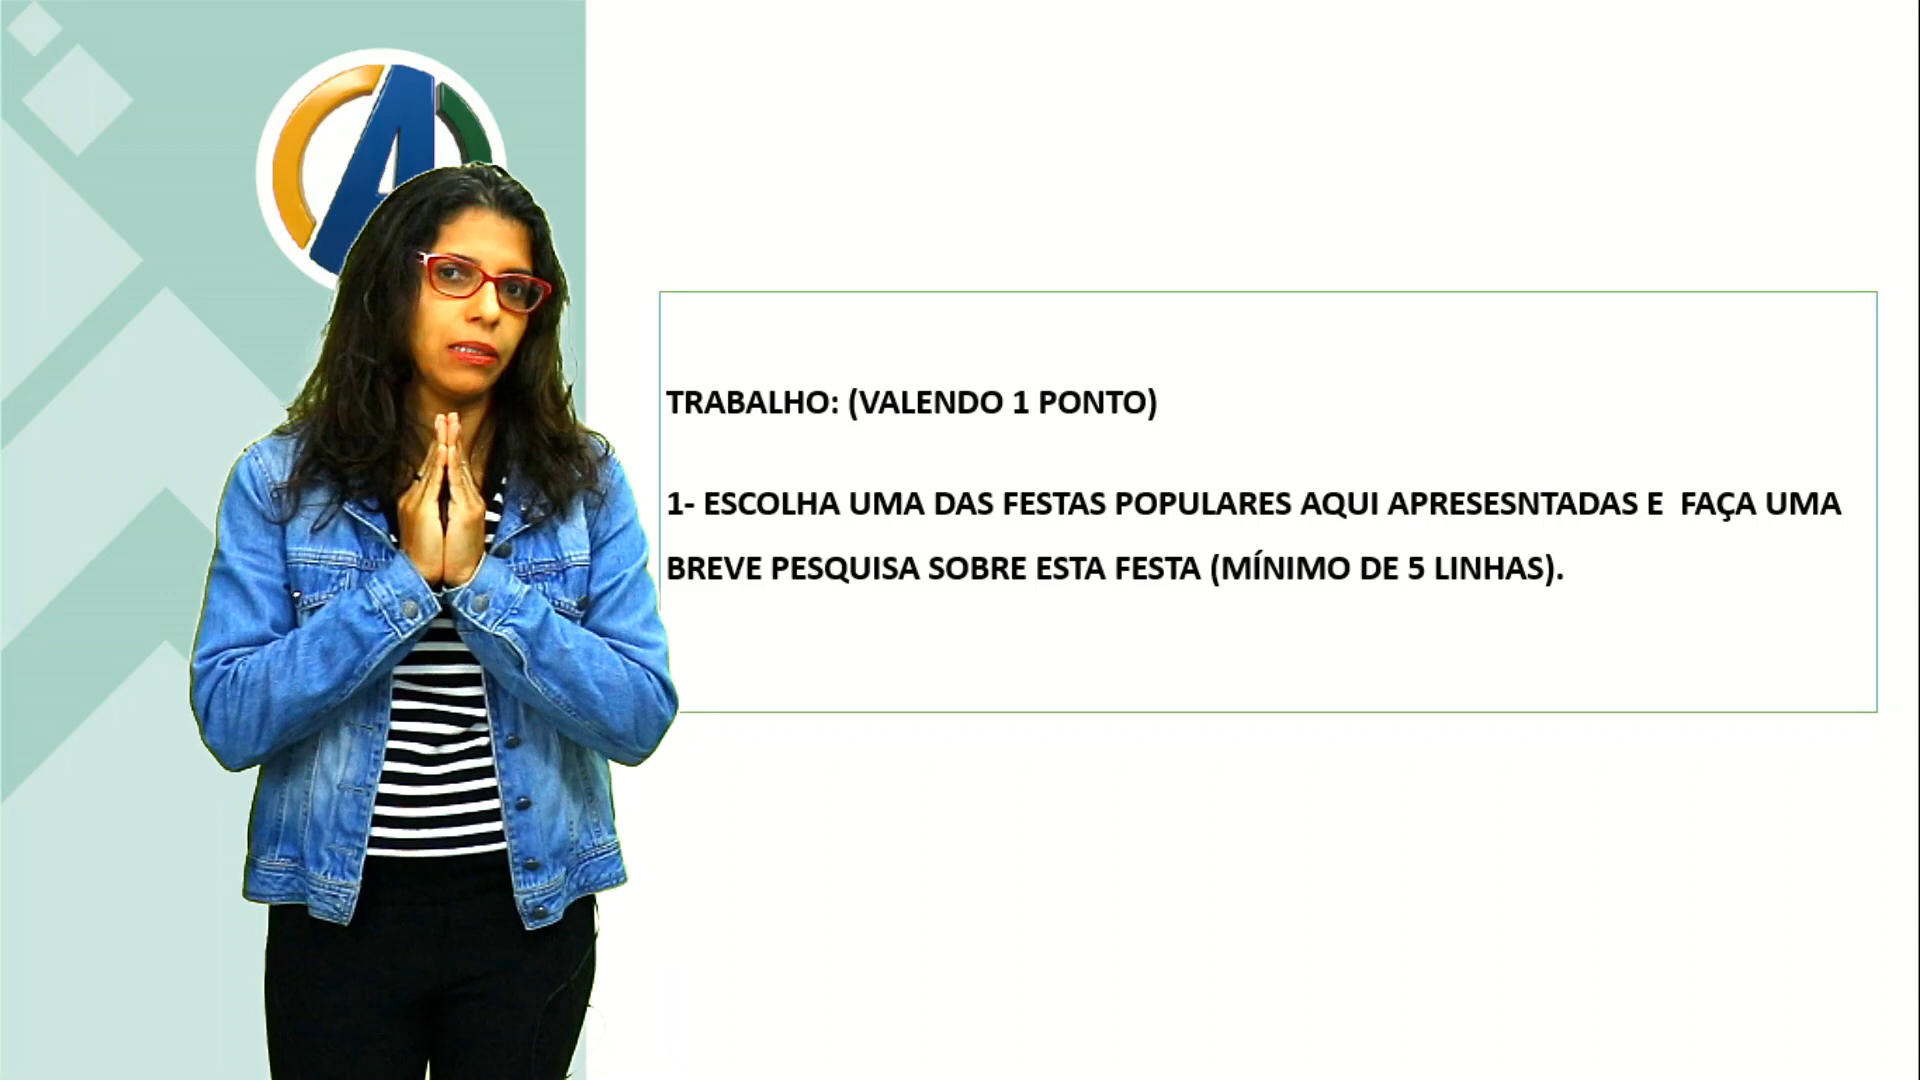 TRABALHO: (VALENDO 1 PONTO)
1- ESCOLHA UMA DAS FESTAS POPULARES AQUI APRESESNTADAS E  FAÇA UMA
BREVE PESQUISA SOBRE ESTA FESTA (MÍNIMO DE 5 LINHAS).